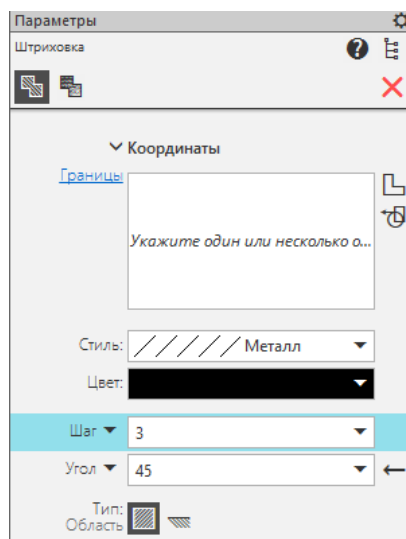 Параметры
Штриховка
Координаты
Границы
Укажите один или несколько о...
Стиль: Металл
Цвет:
Шаг 3
Угол 45
Тип:
Область